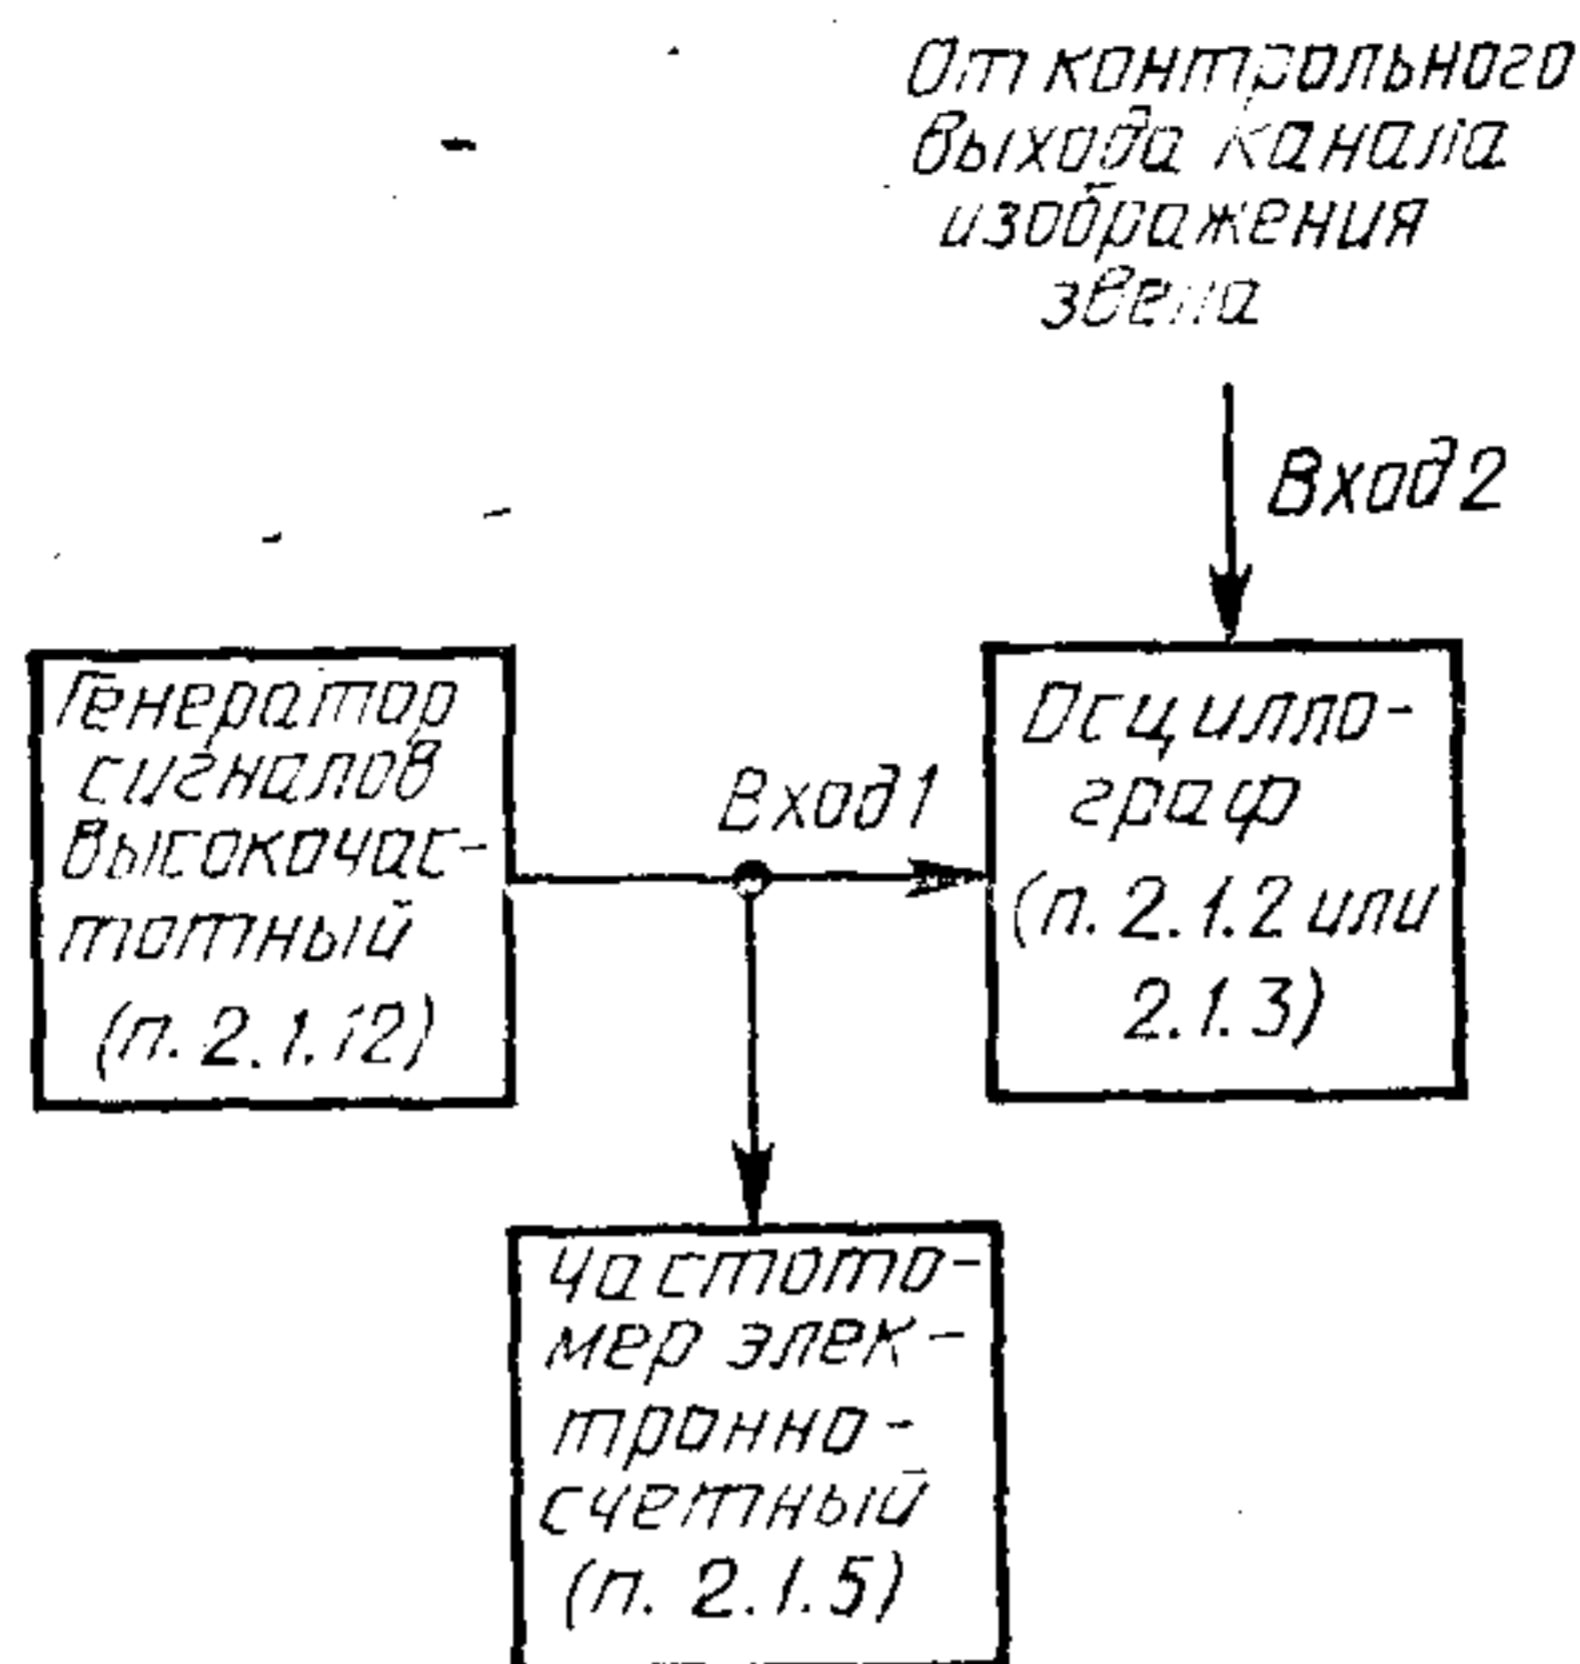 От контрольного
выхода канала
изображения
звена
Вход 2
Генератор
сигналов
высокочас-
тотный
(п. 2.1.12)
Вход 1
Осцилло-
граф
(п. 2.1.2 или
2.1.3)
Частото-
мер элек-
тронно-
счетный
(п. 2.1.5)